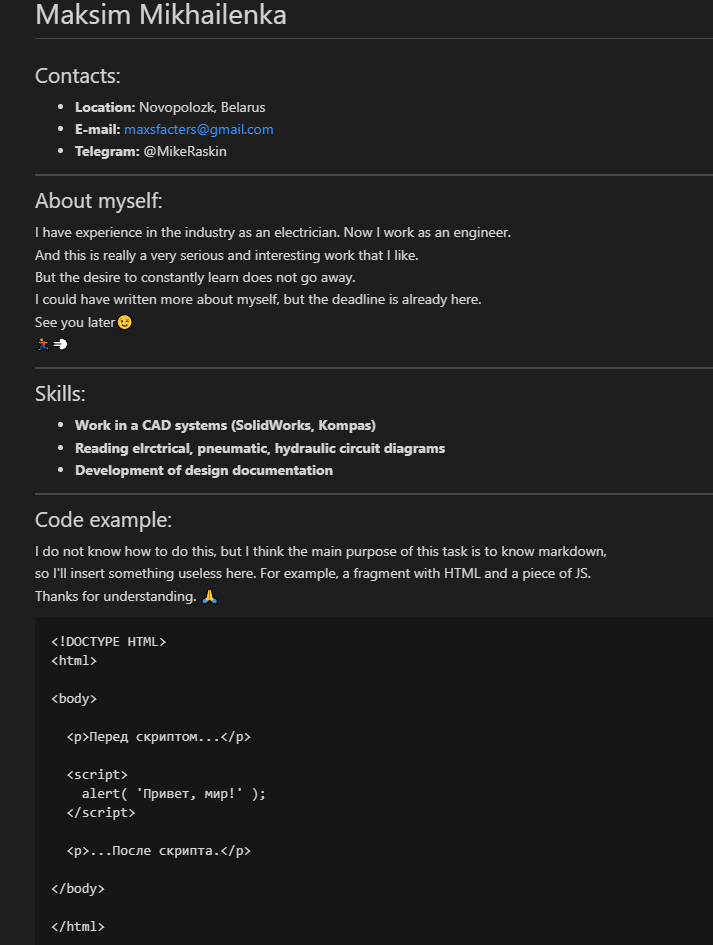 Maksim Mikhailenka
Contacts:
• Location: Novopolozk, Belarus
• E-mail: maxsfacters@gmail.com
• Telegram: @MikeRaskin
About myself:
I have experience in the industry as an electrician. Now I work as an engineer.
And this is really a very serious and interesting work that I like.
But the desire to constantly learn does not go away.
I could have written more about myself, but the deadline is already here.
See you later😉
🏃💨
Skills:
• Work in a CAD systems (SolidWorks, Kompas)
• Reading elrctrical, pneumatic, hydraulic circuit diagrams
• Development of design documentation
Code example:
I do not know how to do this, but I think the main purpose of this task is to know markdown,
so I'll insert something useless here. For example, a fragment with HTML and a piece of JS.
Thanks for understanding. 🙏
<!DOCTYPE HTML>
<html>
<body>
<p>Перед скриптом...</p>
<script>
alert( 'Привет, мир!' );
</script>
<p>...После скрипта.</p>
</body>
</html>